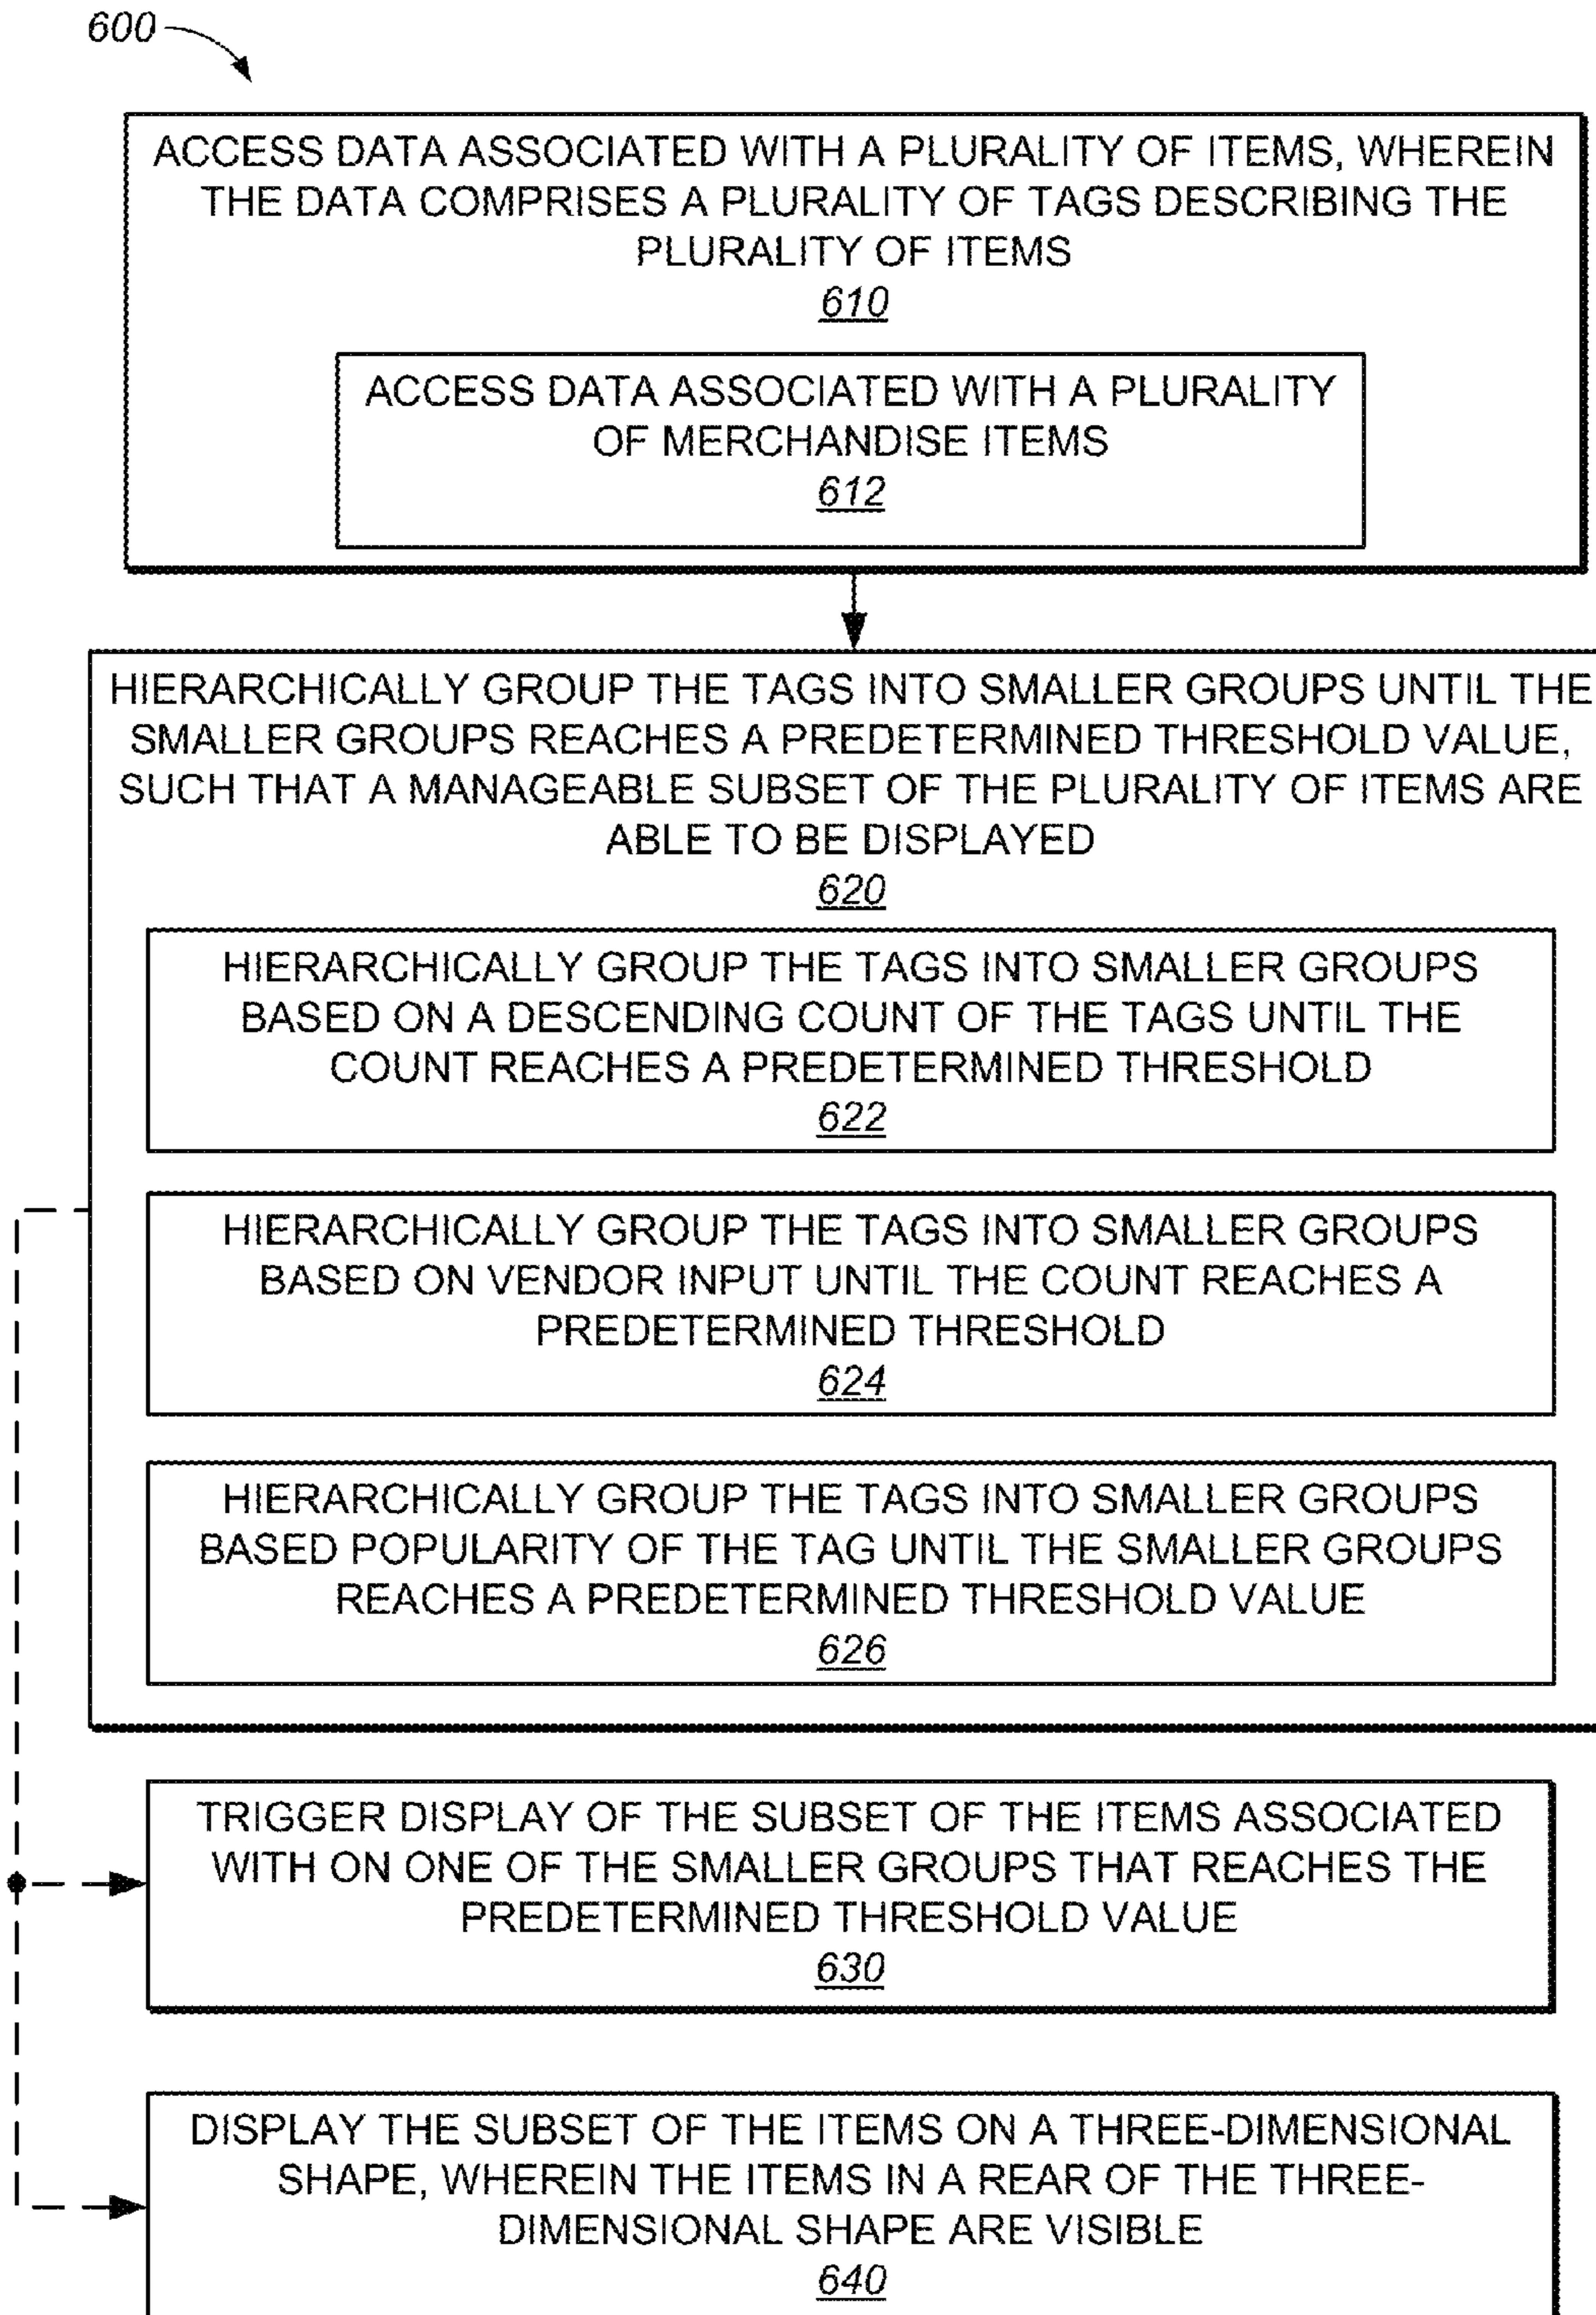 600
ACCESS DATA ASSOCIATED WITH A PLURALITY OF ITEMS, WHEREIN
THE DATA COMPRISES A PLURALITY OF TAGS DESCRIBING THE
PLURALITY OF ITEMS
610
ACCESS DATA ASSOCIATED WITH A PLURALITY
OF MERCHANDISE ITEMS
612
HIERARCHICALLY GROUP THE TAGS INTO SMALLER GROUPS UNTIL THE
SMALLER GROUPS REACHES A PREDETERMINED THRESHOLD VALUE,
SUCH THAT A MANAGEABLE SUBSET OF THE PLURALITY OF ITEMS ARE
ABLE TO BE DISPLAYED
620
HIERARCHICALLY GROUP THE TAGS INTO SMALLER GROUPS
BASED ON A DESCENDING COUNT OF THE TAGS UNTIL THE
COUNT REACHES A PREDETERMINED THRESHOLD
622
HIERARCHICALLY GROUP THE TAGS INTO SMALLER GROUPS
BASED ON VENDOR INPUT UNTIL THE COUNT REACHES A
PREDETERMINED THRESHOLD
624
HIERARCHICALLY GROUP THE TAGS INTO SMALLER GROUPS
BASED POPULARITY OF THE TAG UNTIL THE SMALLER GROUPS
REACHES A PREDETERMINED THRESHOLD VALUE
626
TRIGGER DISPLAY OF THE SUBSET OF THE ITEMS ASSOCIATED
WITH ON ONE OF THE SMALLER GROUPS THAT REACHES THE
PREDETERMINED THRESHOLD VALUE
630
DISPLAY THE SUBSET OF THE ITEMS ON A THREE-DIMENSIONAL
SHAPE, WHEREIN THE ITEMS IN A REAR OF THE THREE-
DIMENSIONAL SHAPE ARE VISIBLE
640